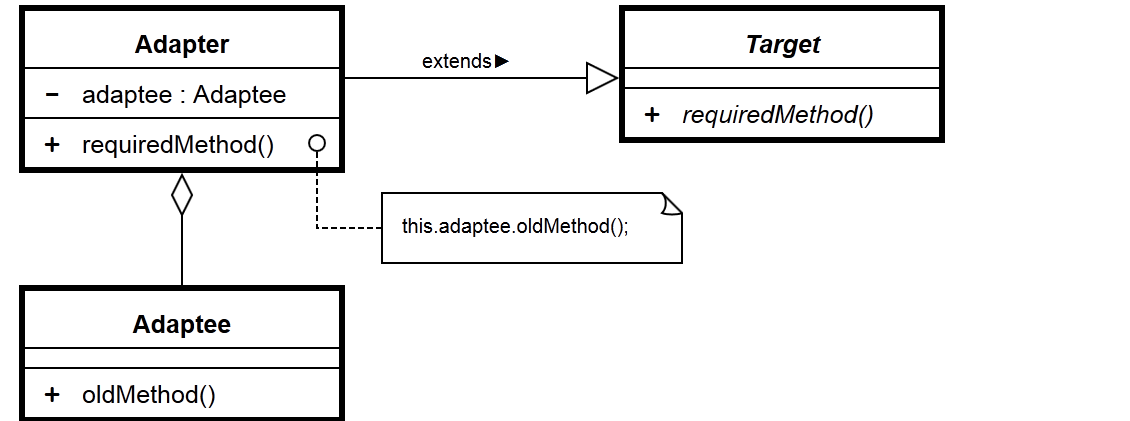 Adapter
− adaptee : Adaptee
+ requiredMethod()
extends►
Target
+ requiredMethod()
this.adaptee.oldMethod();
Adaptee
+ oldMethod()